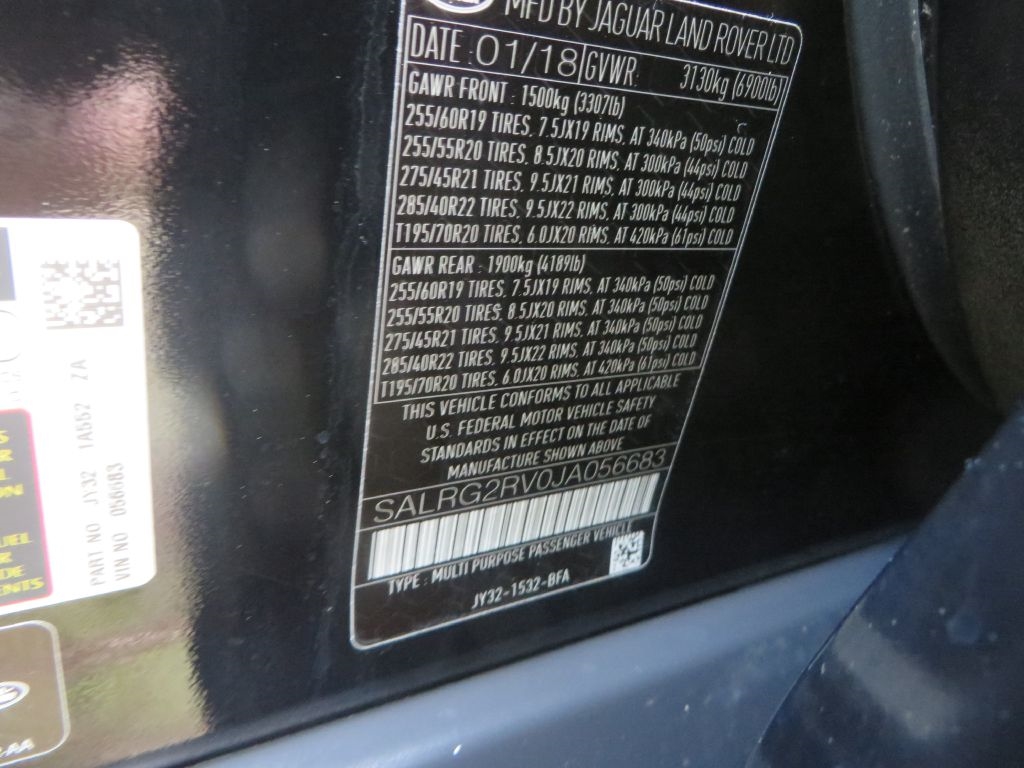 MFD BY JAGUAR LAND ROVER LTD
DATE : 01/18 GVWR: 3130kg (6900lb)
GAWR FRONT : 1500kg (3307lb)
255/60R19 TIRES, 7.5JX19 RIMS, AT 340kPa (50psi) COLD
255/55R20 TIRES, 8.5JX20 RIMS, AT 300kPa (44psi) COLD
275/45R21 TIRES, 9.5JX21 RIMS, AT 300kPa (44psi) COLD
285/40R22 TIRES, 9.5JX22 RIMS, AT 300kPa (44psi) COLD
T195/70R20 TIRES, 6.0JX20 RIMS, AT 420kPa (61psi) COLD
GAWR REAR : 1900kg (4189lb)
255/60R19 TIRES, 7.5JX19 RIMS, AT 340kPa (50psi) COLD
255/55R20 TIRES, 8.5JX20 RIMS, AT 340kPa (50psi) COLD
275/45R21 TIRES, 9.5JX21 RIMS, AT 340kPa (50psi) COLD
285/40R22 TIRES, 9.5JX22 RIMS, AT 340kPa (50psi) COLD
T195/70R20 TIRES, 6.0JX20 RIMS, AT 420kPa (61psi) COLD
THIS VEHICLE CONFORMS TO ALL APPLICABLE
U.S. FEDERAL MOTOR VEHICLE SAFETY
STANDARDS IN EFFECT ON THE DATE OF
MANUFACTURE SHOWN ABOVE
SALRG2RV0JA056683
TYPE : MULTI PURPOSE PASSENGER VEHICLE
JY32-1532-BFA
PART NO JY32 1A552 ZA
VIN NO 056683